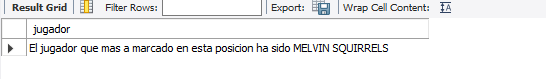 Result Grid Filter Rows: Export: Wrap Cell Content:
jugador
El jugador que mas a marcado en esta posicion ha sido MELVIN SQUIRRELS